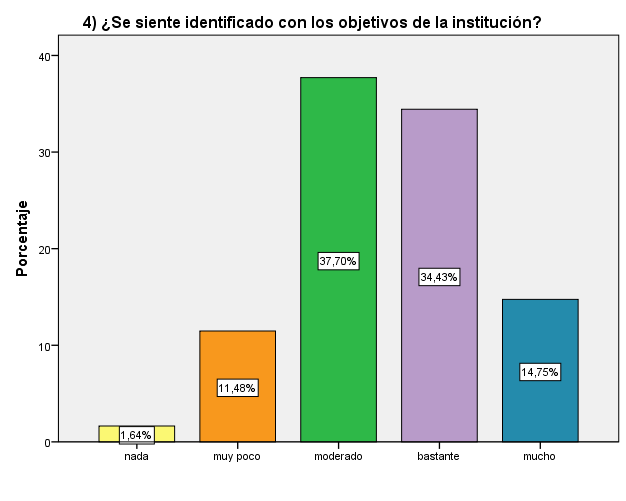 4) ¿Se siente identificado con los objetivos de la institución?
Porcentaje
40
30
20
10
0
1,64%
11,48%
37,70%
34,43%
14,75%
nada
muy poco
moderado
bastante
mucho